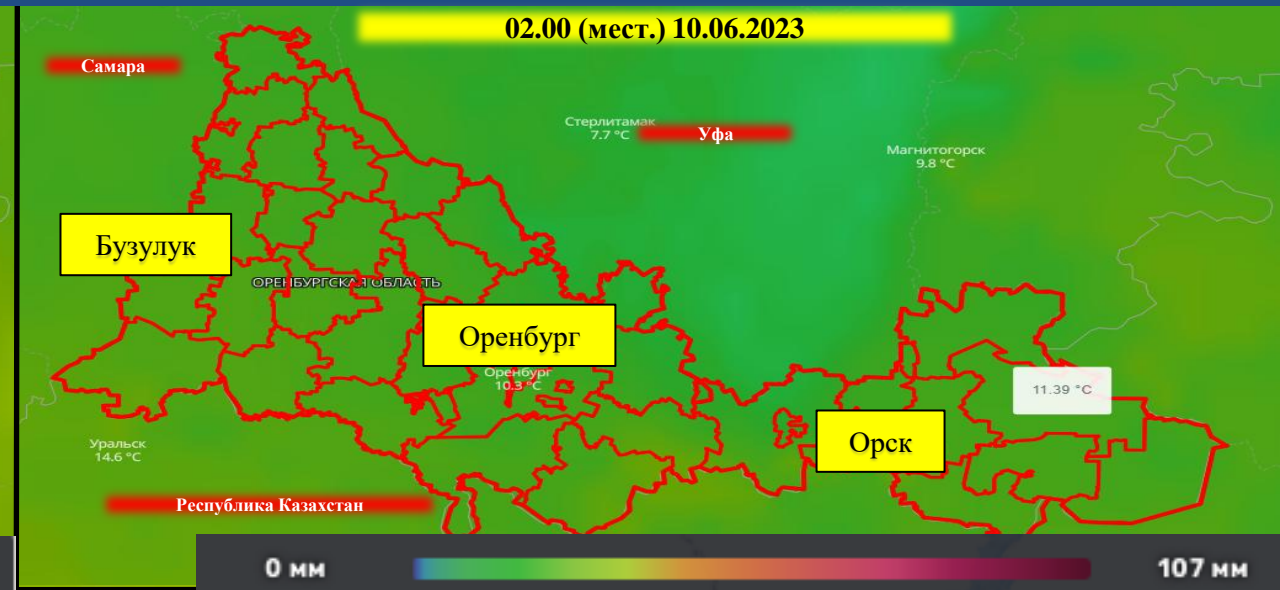 02.00 (мест.) 10.06.2023
Самара
Стерлитамак
7.7 °C
Уфа
Магнитогорск
9.8 °C
Бузулук
ОРЕНБУРГСКАЯ ОБЛАСТЬ
Оренбург
Оренбург
10.3 °C
11.39 °C
Орск
Уральск
14.6 °C
Республика Казахстан
0 мм
107 мм